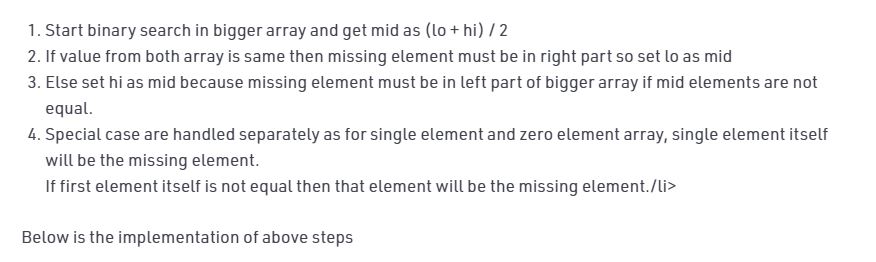 1. Start binary search in bigger array and get mid as (lo + hi) / 2
2. If value from both array is same then missing element must be in right part so set lo as mid
3. Else set hi as mid because missing element must be in left part of bigger array if mid elements are not
equal.
4. Special case are handled separately as for single element and zero element array, single element itself
will be the missing element.
If first element itself is not equal then that element will be the missing element./li>
Below is the implementation of above steps